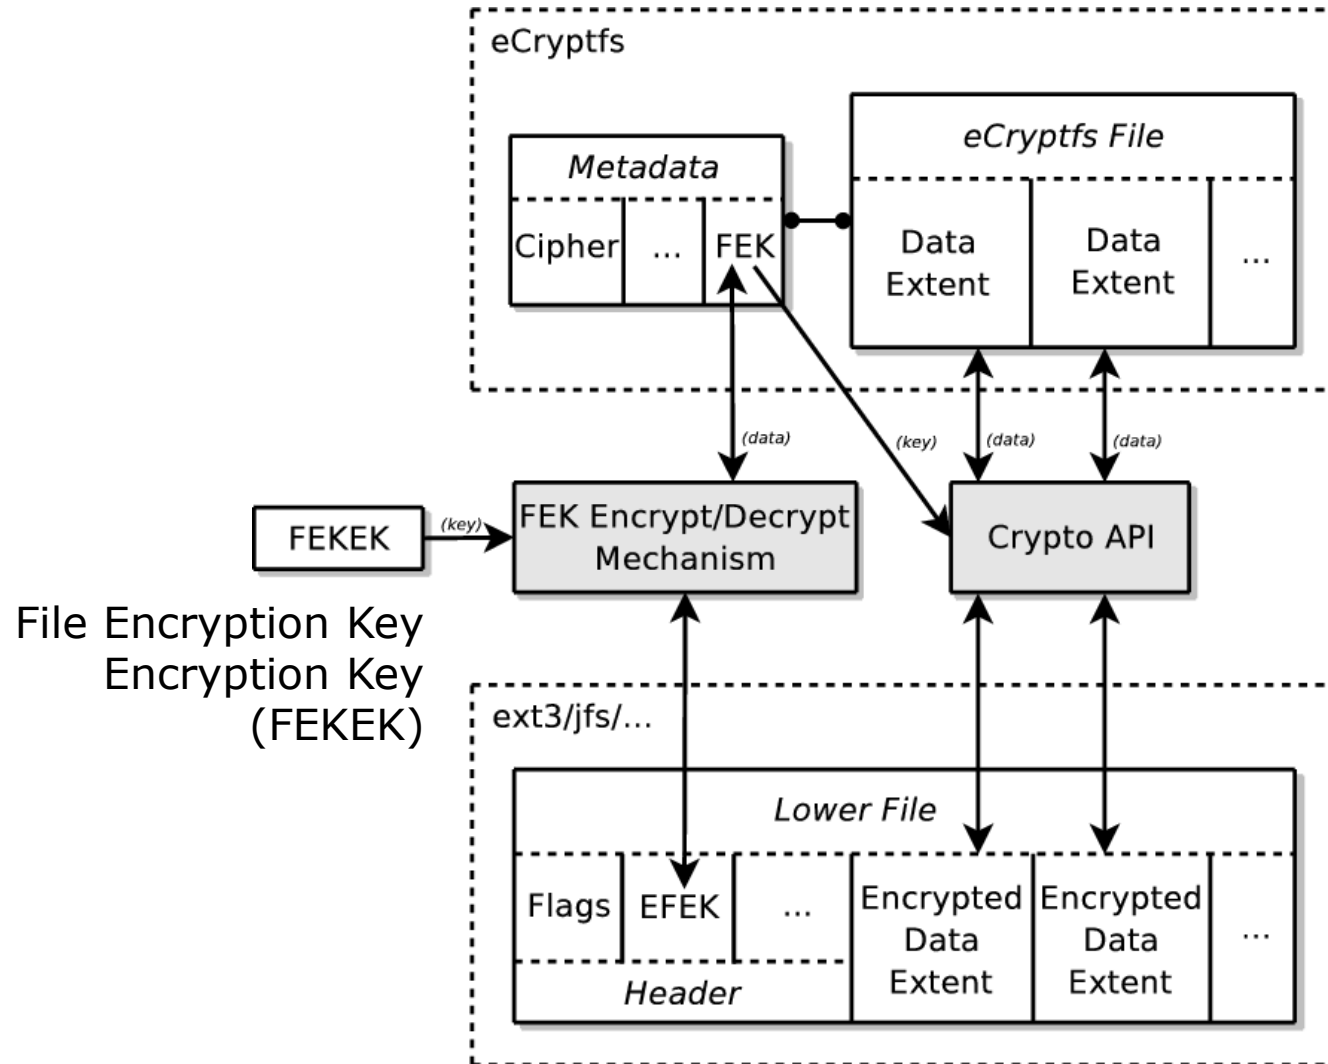 eCryptfs
Metadata
Cipher
...
FEK
eCryptfs File
Data
Extent
Data
Extent
...
(data)
(key)
(data)
(data)
FEKEK
(key)
FEK Encrypt/Decrypt
Mechanism
Crypto API
File Encryption Key
Encryption Key
(FEKEK)
ext3/jfs/...
Lower File
Flags
EFEK
...
Header
Encrypted
Data
Extent
Encrypted
Data
Extent
...